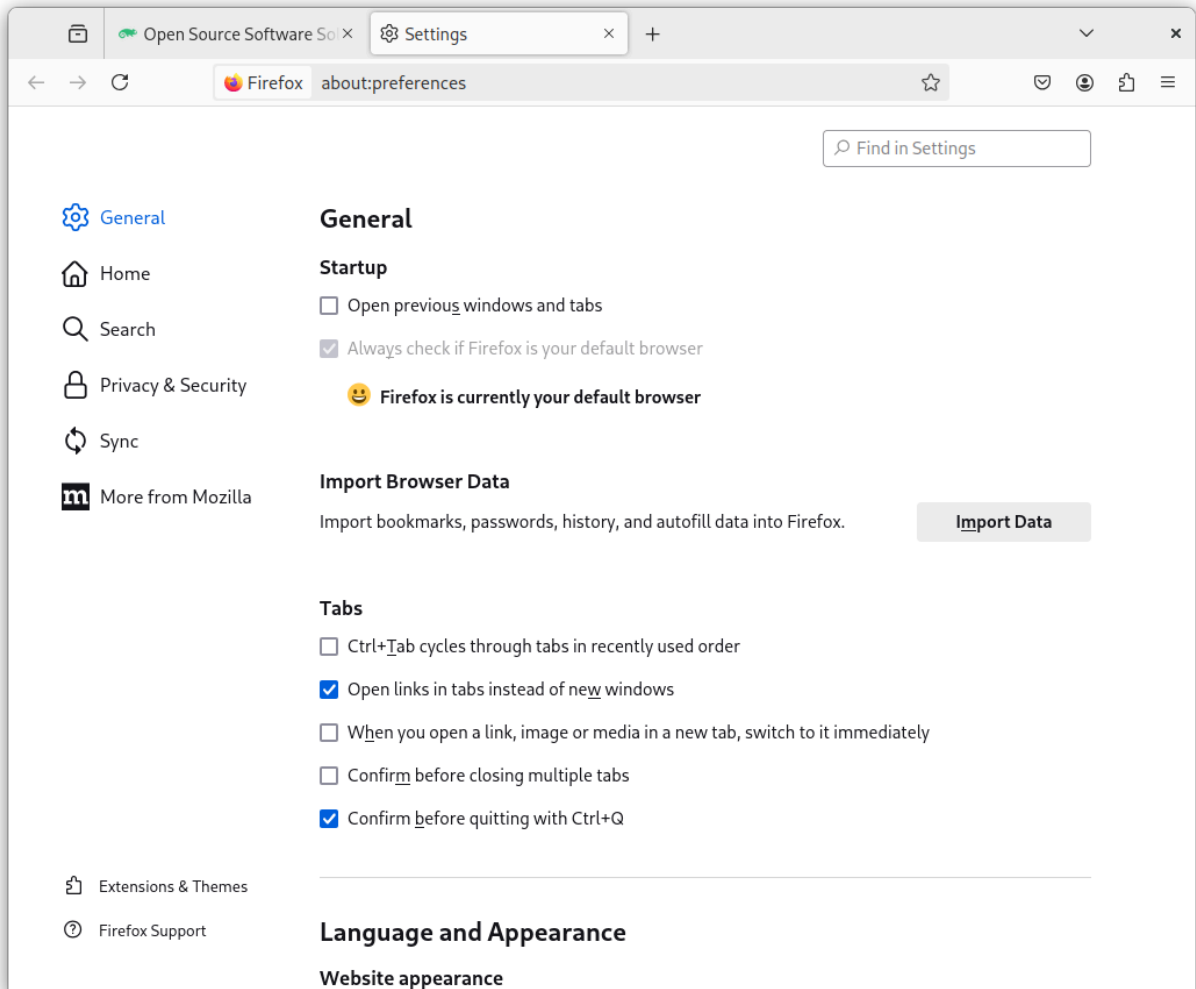 Open Source Software Sol
Settings
Firefox
about:preferences
Find in Settings
General
Home
Search
Privacy & Security
Sync
More from Mozilla
Extensions & Themes
Firefox Support
General
Startup
Open previous windows and tabs
Always check if Firefox is your default browser
Firefox is currently your default browser
Import Browser Data
Import bookmarks, passwords, history, and autofill data into Firefox.
Import Data
Tabs
Ctrl+Tab cycles through tabs in recently used order
Open links in tabs instead of new windows
When you open a link, image or media in a new tab, switch to it immediately
Confirm before closing multiple tabs
Confirm before quitting with Ctrl+Q
Language and Appearance
Website appearance